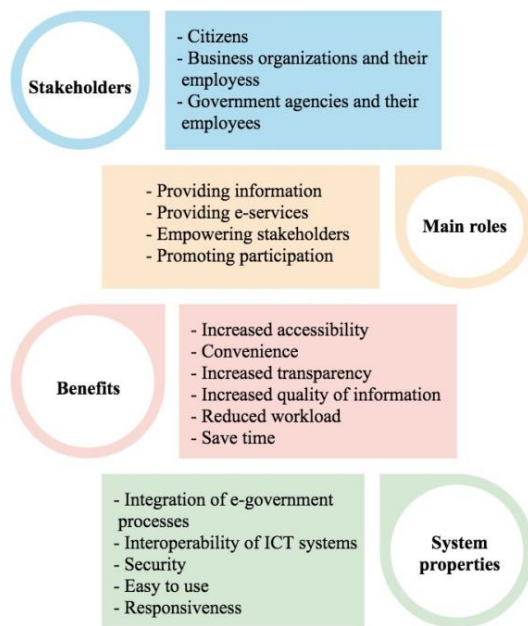 Stakeholders
- Citizens
- Business organizations and their
employess
- Government agencies and their
employees
- Providing information
- Providing e-services
- Empowering stakeholders
- Promoting participation
Main roles
Benefits
- Increased accessibility
- Convenience
- Increased transparency
- Increased quality of information
- Reduced workload
- Save time
- Integration of e-government
processes
- Interoperability of ICT systems
- Security
- Easy to use
- Responsiveness
System
properties